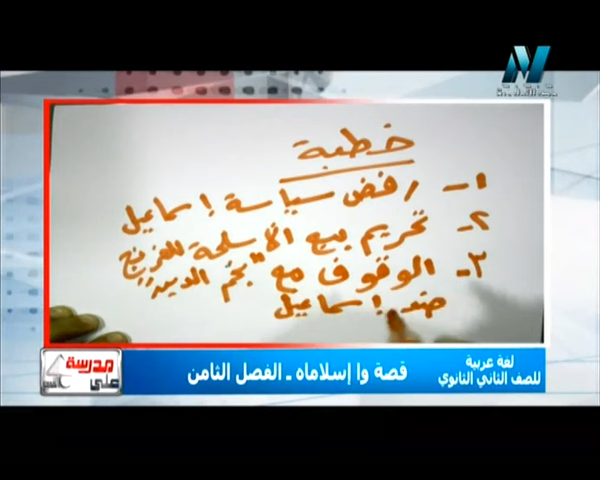 خطبة
١- رفض سياسة إسماعيل
٢- تحريم بيع الأسلحة للفرنج
٣- الوقوف مع "نجم الدين"
ضد إسماعيل
لغة عربية
للصف الثاني الثانوي
قصة وا إسلاماه ـ الفصل الثامن
مدرسة
على